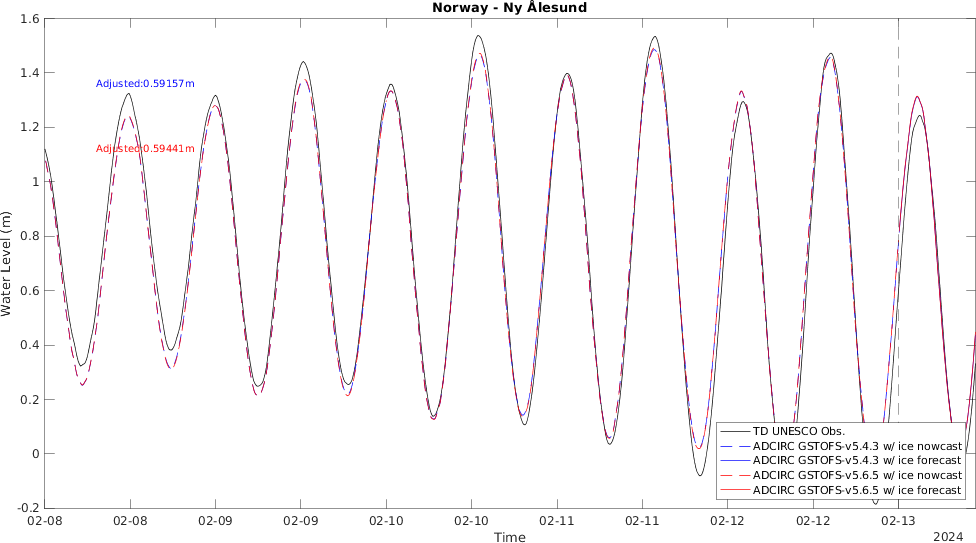 Norway - Ny Ålesund
1.6
1.4
1.2
1
0.8
0.6
0.4
0.2
0
-0.2
Water Level (m)
Adjusted:0.59157m
Adjusted:0.59441m
TD UNESCO Obs.
ADCIRC GSTOFS-v5.4.3 w/ ice nowcast
ADCIRC GSTOFS-v5.4.3 w/ ice forecast
ADCIRC GSTOFS-v5.6.5 w/ ice nowcast
ADCIRC GSTOFS-v5.6.5 w/ ice forecast
02-08 02-08 02-09 02-09 02-10 02-10 02-11 02-11 02-12 02-12 02-13
Time
2024